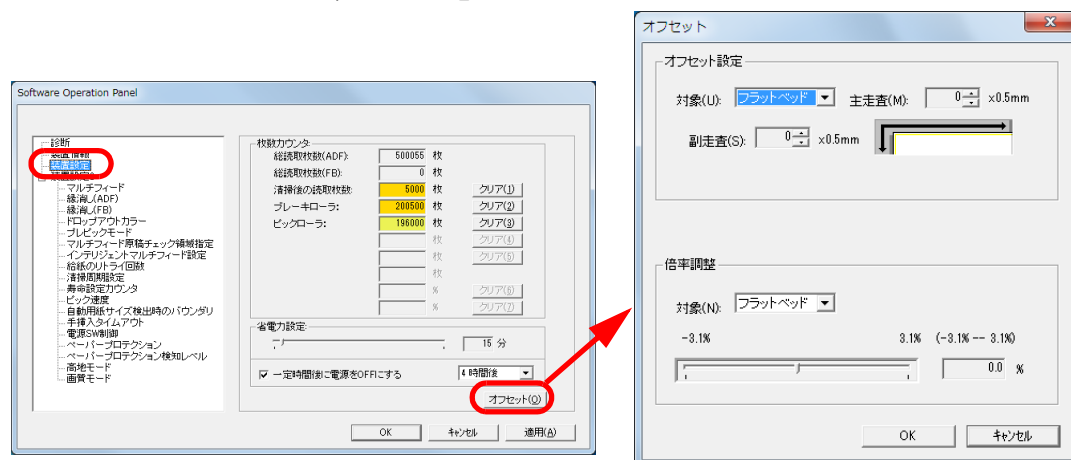 Software Operation Panel
診断
装置情報
装置設定
装置設定2
マルチフィード
縁消し(ADF)
縁消し(FB)
ドロップアウトカラー
プレピックモード
マルチフィード原稿チェック領域指定
インテリジェントマルチフィード設定
給紙のリトライ回数
清掃周期設定
寿命設定カウンタ
ピック速度
自動用紙サイズ検出時のバウンダリ
手挿入タイムアウト
電源SW制御
ペーパープロテクション
ペーパープロテクション検知レベル
高地モード
画質モード
枚数カウンタ
総読取枚数(ADF): 500055 枚
総読取枚数(FB): 0 枚
清掃後の読取枚数: 5000 枚 クリア(1)
ブレーキローラ: 200500 枚 クリア(2)
ピックローラ: 196000 枚 クリア(3)
枚 クリア(4)
枚 クリア(5)
枚
% クリア(6)
% クリア(7)
省電力設定
15 分
一定時間後に電源をOFFにする 4 時間後
オフセット(O)
OK キャンセル 適用(A)
オフセット
オフセット設定
対象(U): フラットベッド 主走査(M): 0 x0.5mm
副走査(S): 0 x0.5mm
倍率調整
対象(N): フラットベッド
-3.1% 3.1% (-3.1% -- 3.1%)
0.0 %
OK キャンセル